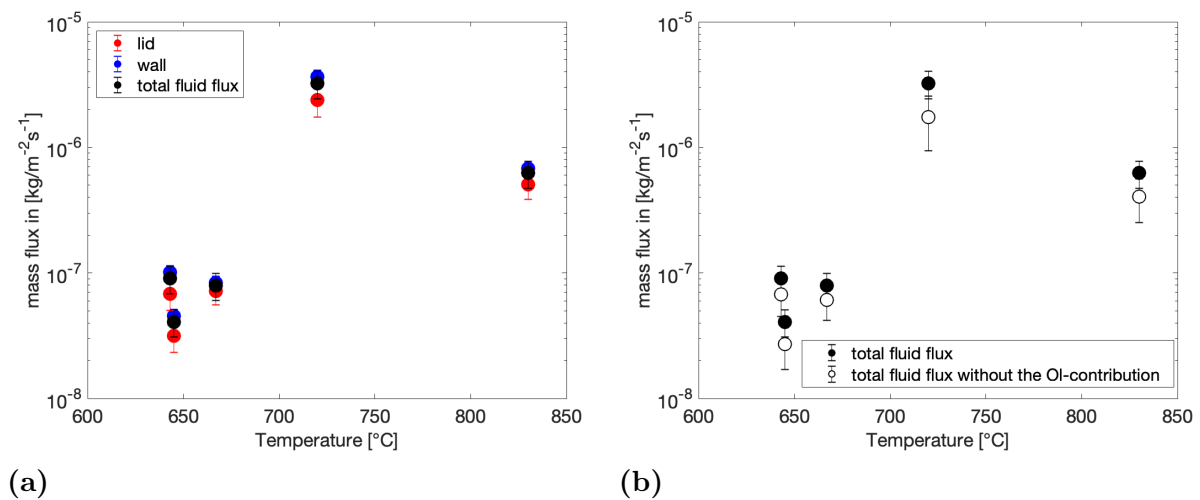 10⁻⁵
10⁻⁶
10⁻⁷
10⁻⁸
mass flux in [kg/m⁻²s⁻¹]
lid
wall
total fluid flux
600 650 700 750 800 850
Temperature [°C]
(a)
10⁻⁵
10⁻⁶
10⁻⁷
10⁻⁸
mass flux in [kg/m⁻²s⁻¹]
total fluid flux
total fluid flux without the Ol-contribution
600 650 700 750 800 850
Temperature [°C]
(b)